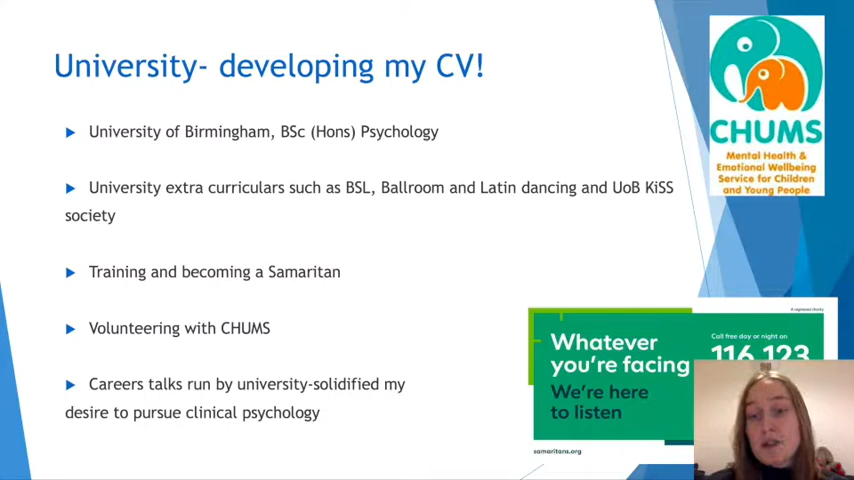 University- developing my CV!
University of Birmingham, BSc (Hons) Psychology
University extra curriculars such as BSL, Ballroom and Latin dancing and UoB KiSS
society
Training and becoming a Samaritan
Volunteering with CHUMS
Careers talks run by university-solidified my
desire to pursue clinical psychology
CHUMS
Mental Health &
Emotional Wellbeing
Service for Children
and Young People
A registered charity
Whatever
you're facing
We're here
to listen
Call free day or night on
116 123
samaritans.org